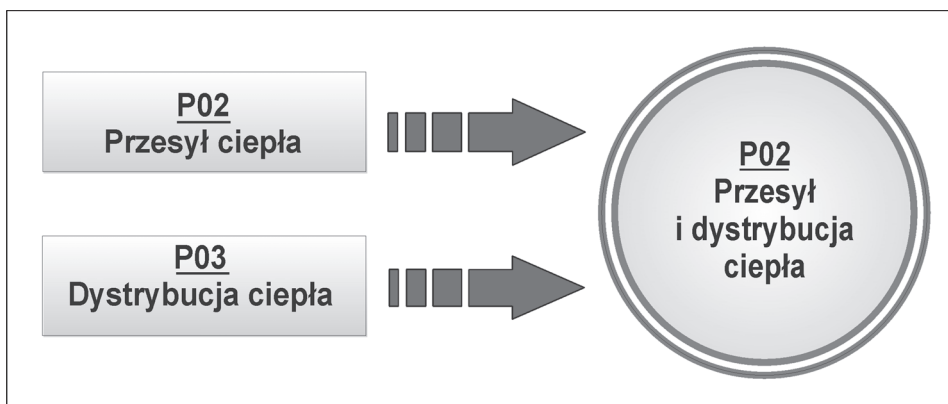 P02
Przesył ciepła
P03
Dystrybucja ciepła
P02
Przesył
i dystrybucja
ciepła